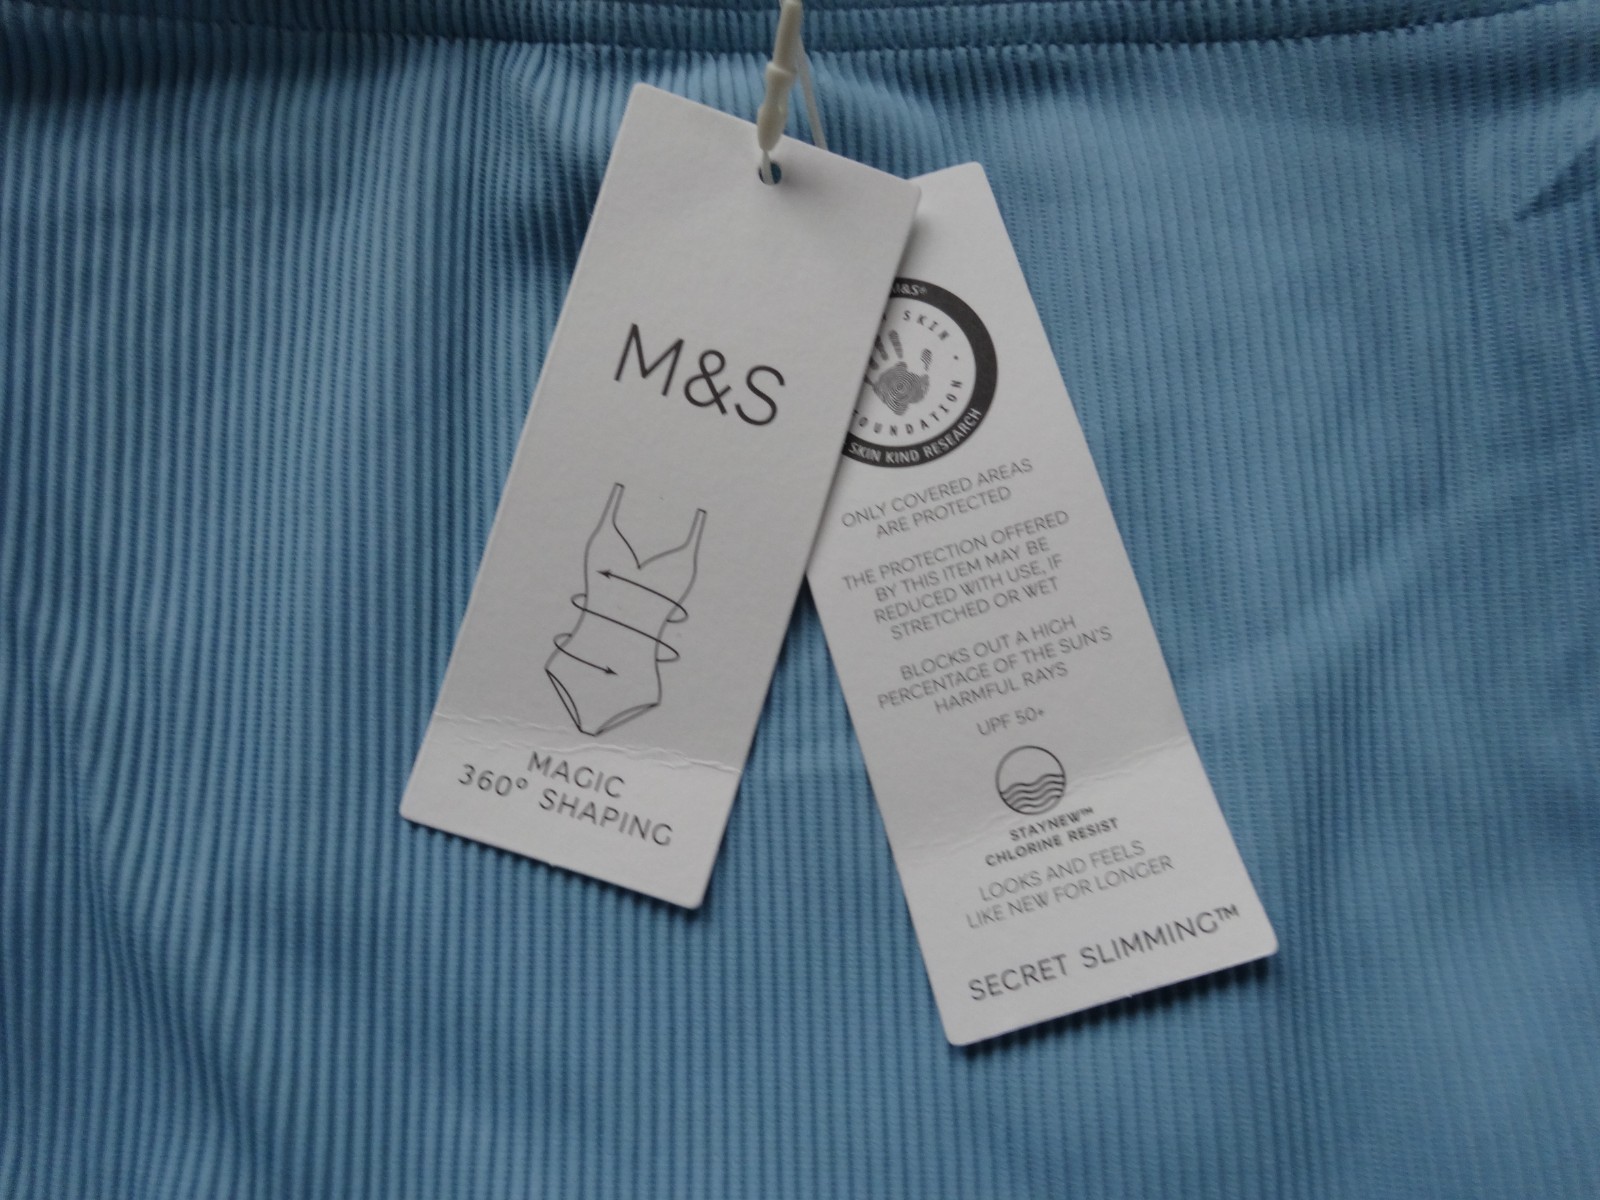 M&S
MAGIC
360° SHAPING
SKIN
FOUNDATION
SKIN KIND RESEARCH
ONLY COVERED AREAS
ARE PROTECTED
THE PROTECTION OFFERED
BY THIS ITEM MAY BE
REDUCED WITH USE, IF
STRETCHED OR WET
BLOCKS OUT A HIGH
PERCENTAGE OF THE SUN'S
HARMFUL RAYS
UPF 50+
STAYNEW™
CHLORINE RESIST
LOOKS AND FEELS
LIKE NEW FOR LONGER
SECRET SLIMMING™